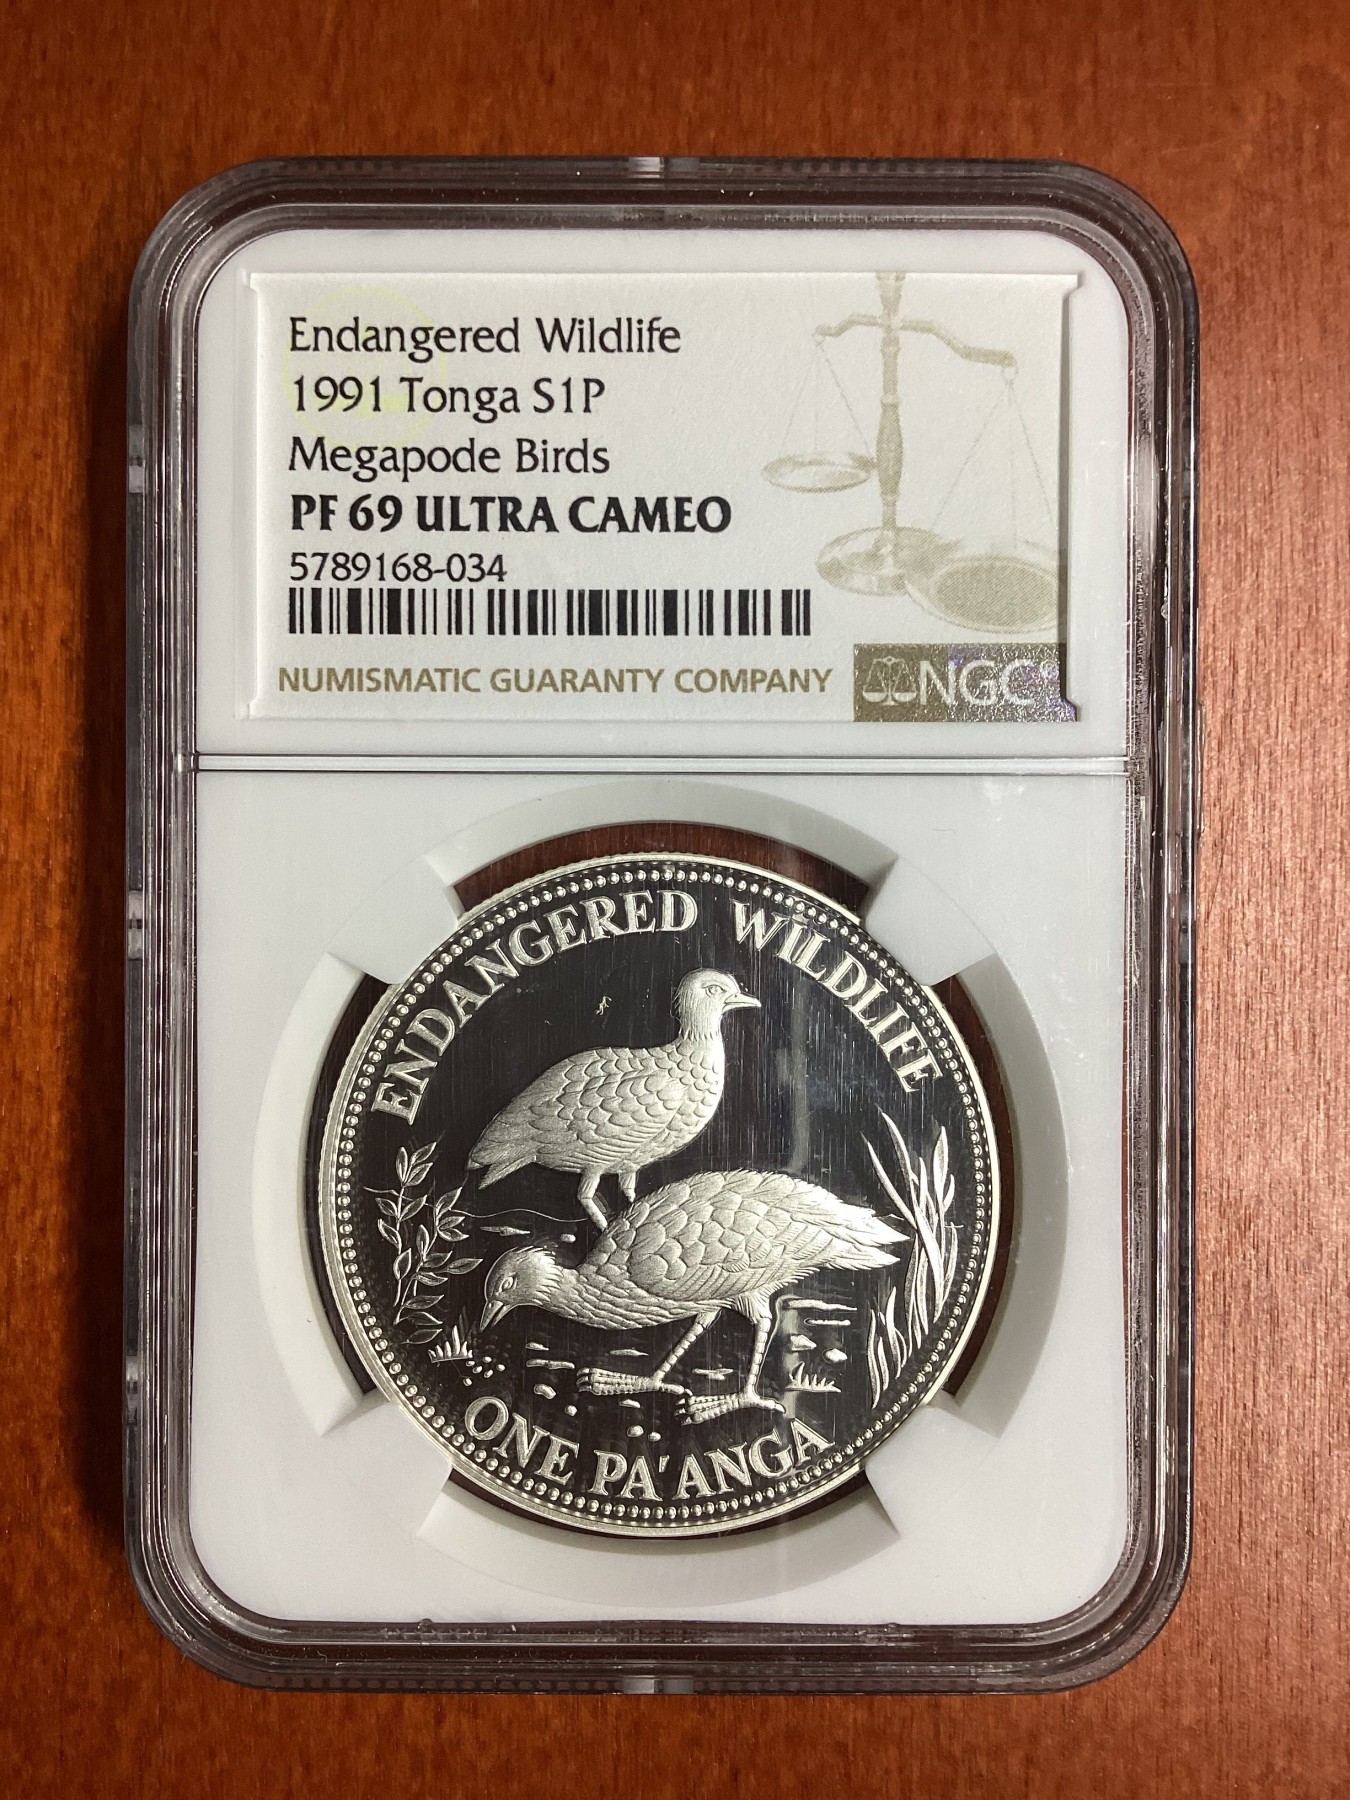 Endangered Wildlife
1991 Tonga S1P
Megapode Birds
PF 69 ULTRA CAMEO
5789168-034
NUMISMATIC GUARANTY COMPANY
NGC
ENDANGERED WILDLIFE
ONE PA'ANGA